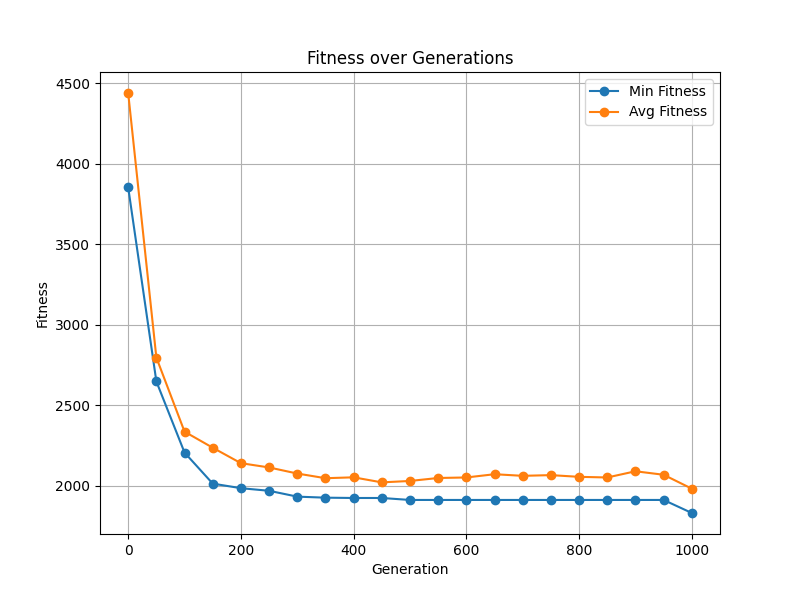 Fitness over Generations
Min Fitness
Avg Fitness
Fitness
4500
4000
3500
3000
2500
2000
0 200 400 600 800 1000
Generation